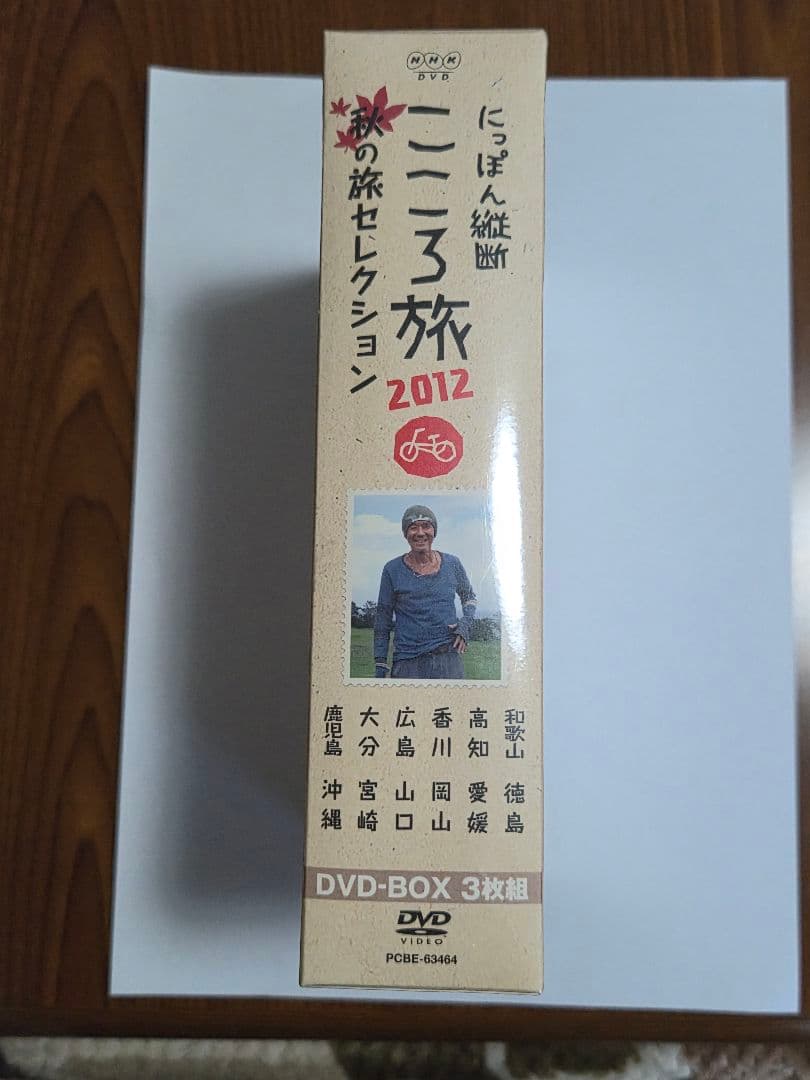 NHK
DVD
にっぽん縦断
こころ旅
秋の旅セレクション
2012
和歌山 徳島
高知 愛媛
香川 岡山
広島 山口
大分 宮崎
鹿児島 沖縄
DVD-BOX 3枚組
DVD
VIDEO
PCBE-63464